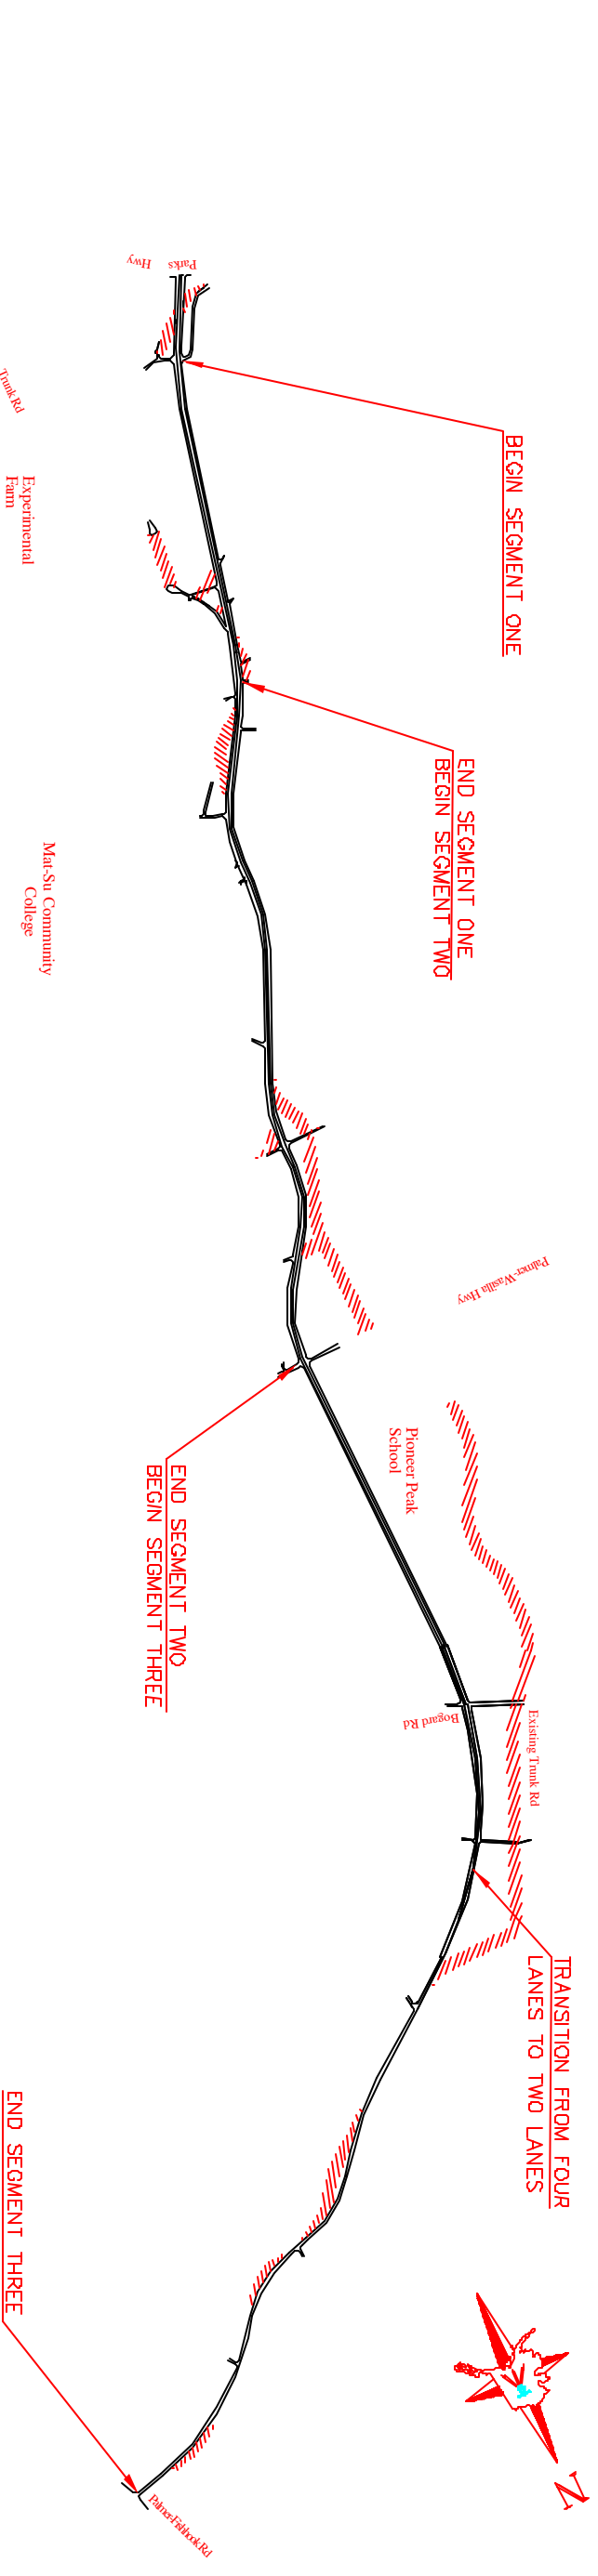 Parks Hwy
BEGIN SEGMENT ONE
Trunk Rd
Experimental
Farm
END SEGMENT ONE
BEGIN SEGMENT TWO
Mat-Su Community
College
Palmer-Wasilla Hwy
Pioneer Peak
School
END SEGMENT TWO
BEGIN SEGMENT THREE
Bogard Rd
Existing Trunk Rd
TRANSITION FROM FOUR
LANES TO TWO LANES
END SEGMENT THREE
N
Palmer-Fishhook Rd